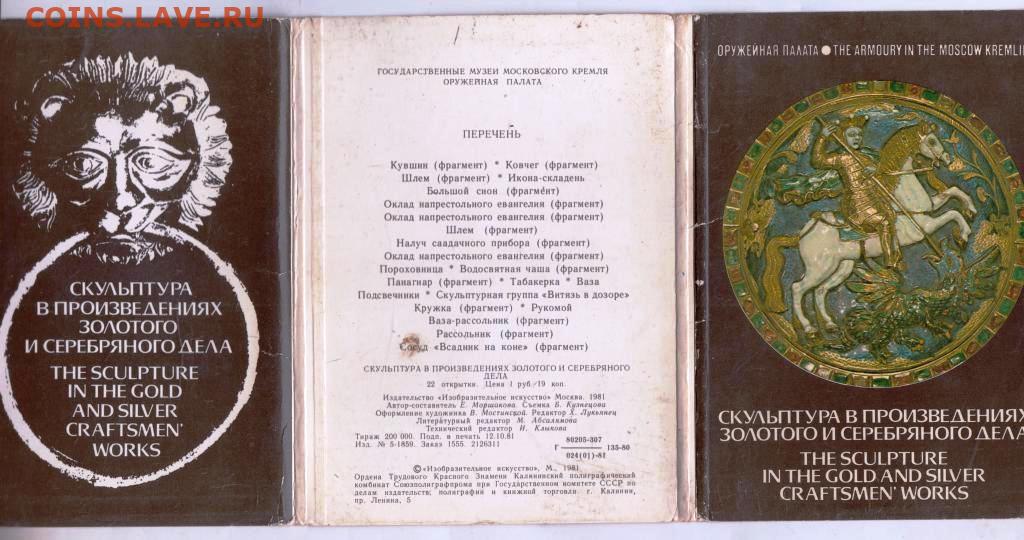 COINS.LAVE.RU
СКУЛЬПТУРА
В ПРОИЗВЕДЕНИЯХ
ЗОЛОТОГО
И СЕРЕБРЯНОГО ДЕЛА
THE SCULPTURE
IN THE GOLD
AND SILVER
CRAFTSMEN'
WORKS
ГОСУДАРСТВЕННЫЕ МУЗЕИ МОСКОВСКОГО КРЕМЛЯ
ОРУЖЕЙНАЯ ПАЛАТА
ПЕРЕЧЕНЬ
Кувшин (фрагмент) * Ковчег (фрагмент)
Шлем (фрагмент) * Икона-складень
Большой сион (фрагмент)
Оклад напрестольного евангелия (фрагмент)
Оклад напрестольного евангелия (фрагмент)
Шлем (фрагмент)
Налуч саадачного прибора (фрагмент)
Оклад напрестольного евангелия (фрагмент)
Пороховница * Водосвятная чаша (фрагмент)
Панагиар (фрагмент) * Табакерка * Ваза
Подсвечники * Скульптурная группа «Витязь в дозоре»
Кружка (фрагмент) * Рукомой
Ваза-рассольник (фрагмент)
Рассольник (фрагмент)
Сосуд «Всадник на коне» (фрагмент)
СКУЛЬПТУРА В ПРОИЗВЕДЕНИЯХ ЗОЛОТОГО И СЕРЕБРЯНОГО
ДЕЛА
22 открытки. Цена 1 руб. 19 коп.
Издательство «Изобразительное искусство» Москва. 1981
Автор-составитель Е. Моршакова. Съемка Б. Кузнецова
Оформление художника В. Мостинской. Редактор Х. Лукьянец
Литературный редактор М. Абсалямова
Технический редактор И. Клыкова
Тираж 200 000. Подп. в печать 12.10.81
Изд. № 5-1859. Заказ 1555. 2126311
Г 80205-307 / 024(01)-81 135-80
©«Изобразительное искусство», М., 1981
Ордена Трудового Красного Знамени Калининский полиграфический
комбинат Союзполиграфпрома при Государственном комитете СССР по
делам издательств, полиграфии и книжной торговли. г. Калинин,
пр. Ленина, 5
ОРУЖЕЙНАЯ ПАЛАТА ● THE ARMOURY IN THE MOSCOW KREMLI
СКУЛЬПТУРА В ПРОИЗВЕДЕНИЯХ
ЗОЛОТОГО И СЕРЕБРЯНОГО ДЕЛА
THE SCULPTURE
IN THE GOLD AND SILVER
CRAFTSMEN' WORKS